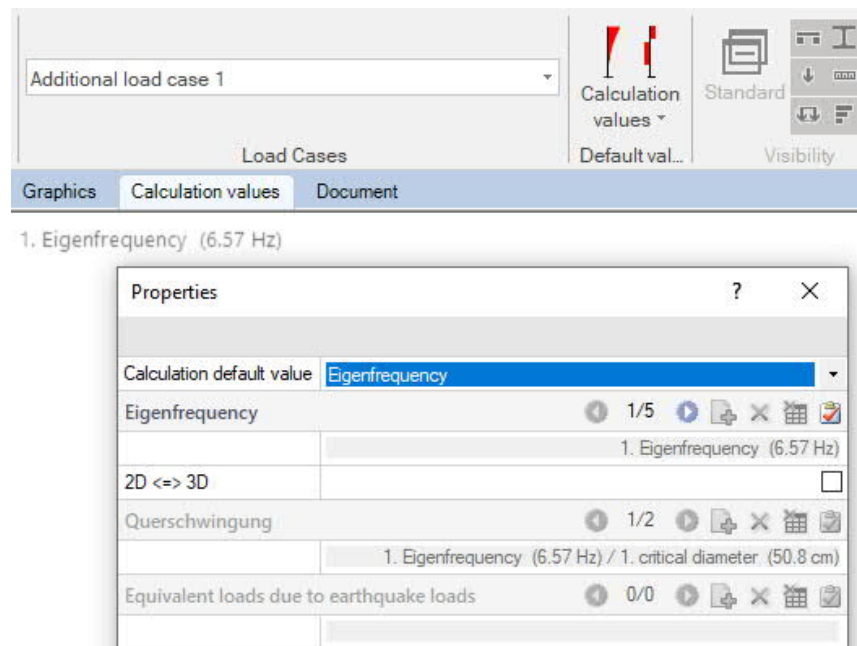 Additional load case 1
Calculation
values
Standard
Load Cases
Default val...
Visibility
Graphics
Calculation values
Document
1. Eigenfrequency (6.57 Hz)
Properties
?
Calculation default value
Eigenfrequency
Eigenfrequency
1/5
1. Eigenfrequency (6.57 Hz)
2D <=> 3D
Querschwingung
1/2
1. Eigenfrequency (6.57 Hz) / 1. critical diameter (50.8 cm)
Equivalent loads due to earthquake loads
0/0